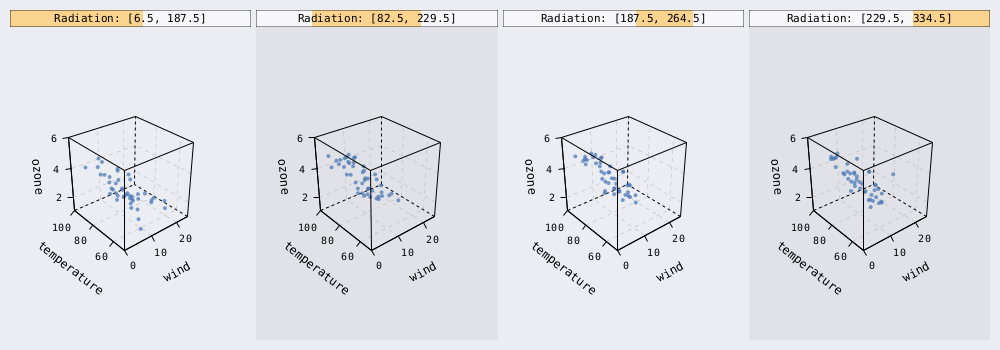 Radiation: [6.5, 187.5]
6
4
2
ozone
100
80
60
temperature
0
10
20
wind
Radiation: [82.5, 229.5]
6
4
2
ozone
100
80
60
temperature
0
10
20
wind
Radiation: [187.5, 264.5]
6
4
2
ozone
100
80
60
temperature
0
10
20
wind
Radiation: [229.5, 334.5]
6
4
2
ozone
100
80
60
temperature
0
10
20
wind